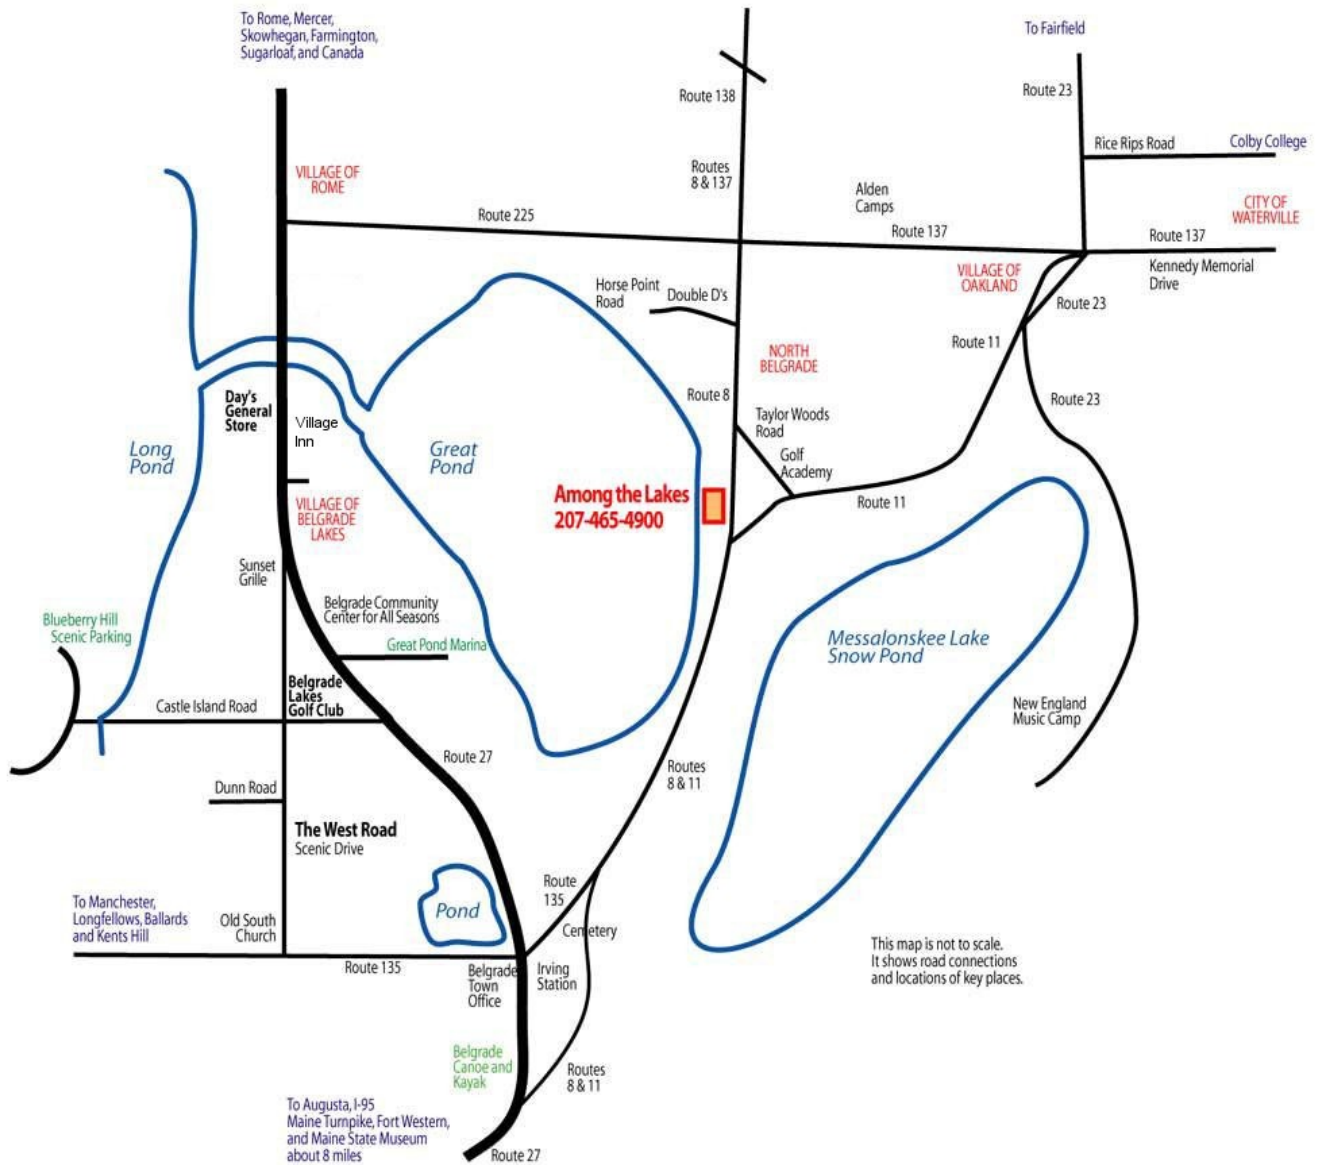 To Rome, Mercer,
Skowhegan, Farmington,
Sugarloaf, and Canada
To Fairfield
Route 138
Route 23
Rice Rips Road
Colby College
VILLAGE OF
ROME
Routes
8 & 137
Alden
Camps
CITY OF
WATERVILLE
Route 225
Route 137
Route 137
Kennedy Memorial
Drive
VILLAGE OF
OAKLAND
Horse Point
Road
Double D's
Route 23
Route 11
NORTH
BELGRADE
Day's
General
Store
Village
Inn
Route 8
Route 23
Taylor Woods
Road
Long
Pond
Great
Pond
Golf
Academy
Among the Lakes
207-465-4900
Route 11
VILLAGE OF
BELGRADE
LAKES
Sunset
Grille
Belgrade Community
Center for All Seasons
Blueberry Hill
Scenic Parking
Great Pond Marina
Messalonskee Lake
Snow Pond
Belgrade
Lakes
Golf Club
Castle Island Road
New England
Music Camp
Route 27
Routes
8 & 11
Dunn Road
The West Road
Scenic Drive
Route
135
To Manchester,
Longfellows, Ballards
and Kents Hill
Old South
Church
Pond
Cemetery
This map is not to scale.
It shows road connections
and locations of key places.
Route 135
Belgrade
Town
Office
Irving
Station
Belgrade
Canoe and
Kayak
Routes
8 & 11
To Augusta, I-95
Maine Turnpike, Fort Western,
and Maine State Museum
about 8 miles
Route 27